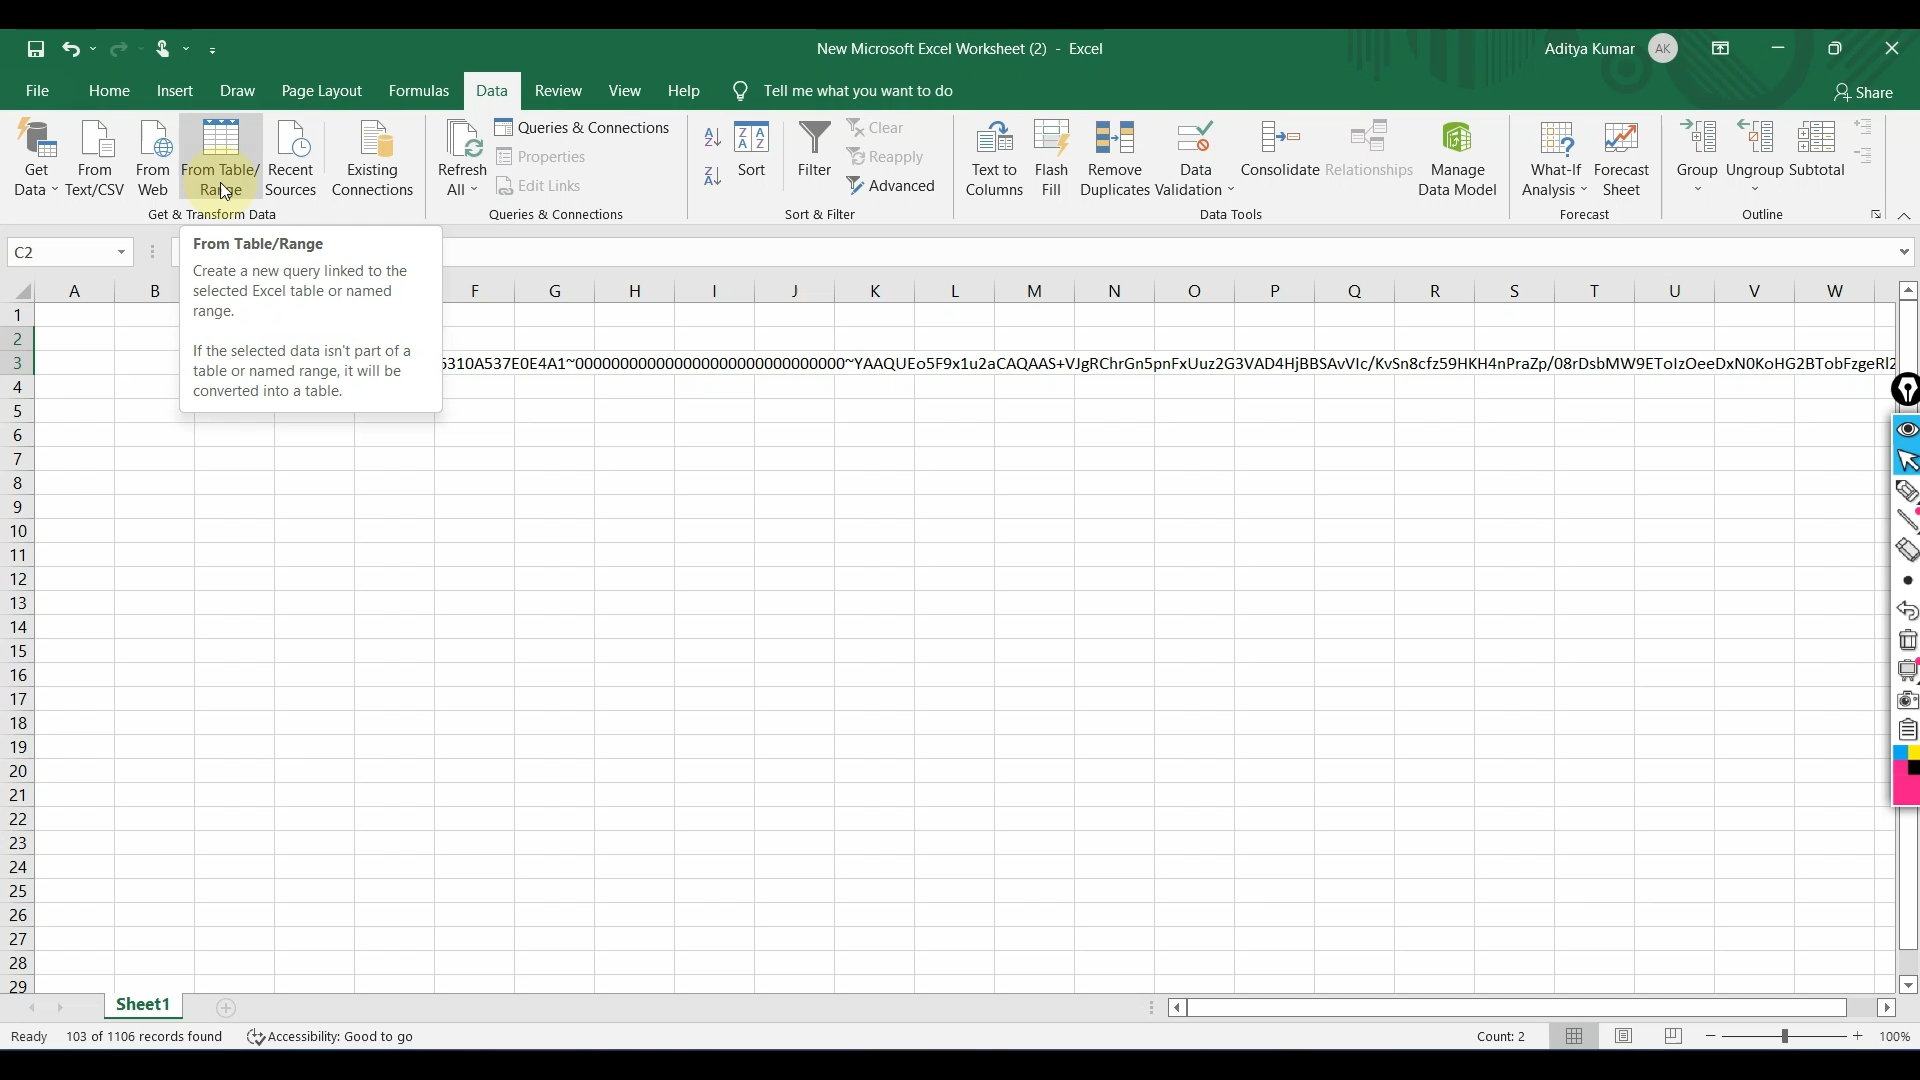 New Microsoft Excel Worksheet (2) - Excel
Aditya Kumar AK
File Home Insert Draw Page Layout Formulas Data Review View Help Tell me what you want to do Share
Get Data
From Text/CSV
From Web
From Table/ Range
Recent Sources
Existing Connections
Get & Transform Data
Refresh All
Queries & Connections
Properties
Edit Links
Queries & Connections
Sort
Filter
Clear
Reapply
Advanced
Sort & Filter
Text to Columns
Flash Fill
Remove Duplicates
Data Validation
Consolidate
Relationships
Manage Data Model
Data Tools
What-If Analysis
Forecast Sheet
Forecast
Group
Ungroup
Subtotal
Outline
C2
From Table/Range
Create a new query linked to the
selected Excel table or named
range.
If the selected data isn't part of a
table or named range, it will be
converted into a table.
A B F G H I J K L M N O P Q R S T U V W
1
2
3
4
5
6
7
8
9
10
11
12
13
14
15
16
17
18
19
20
21
22
23
24
25
26
27
28
29
Sheet1
Ready 103 of 1106 records found Accessibility: Good to go Count: 2 100%